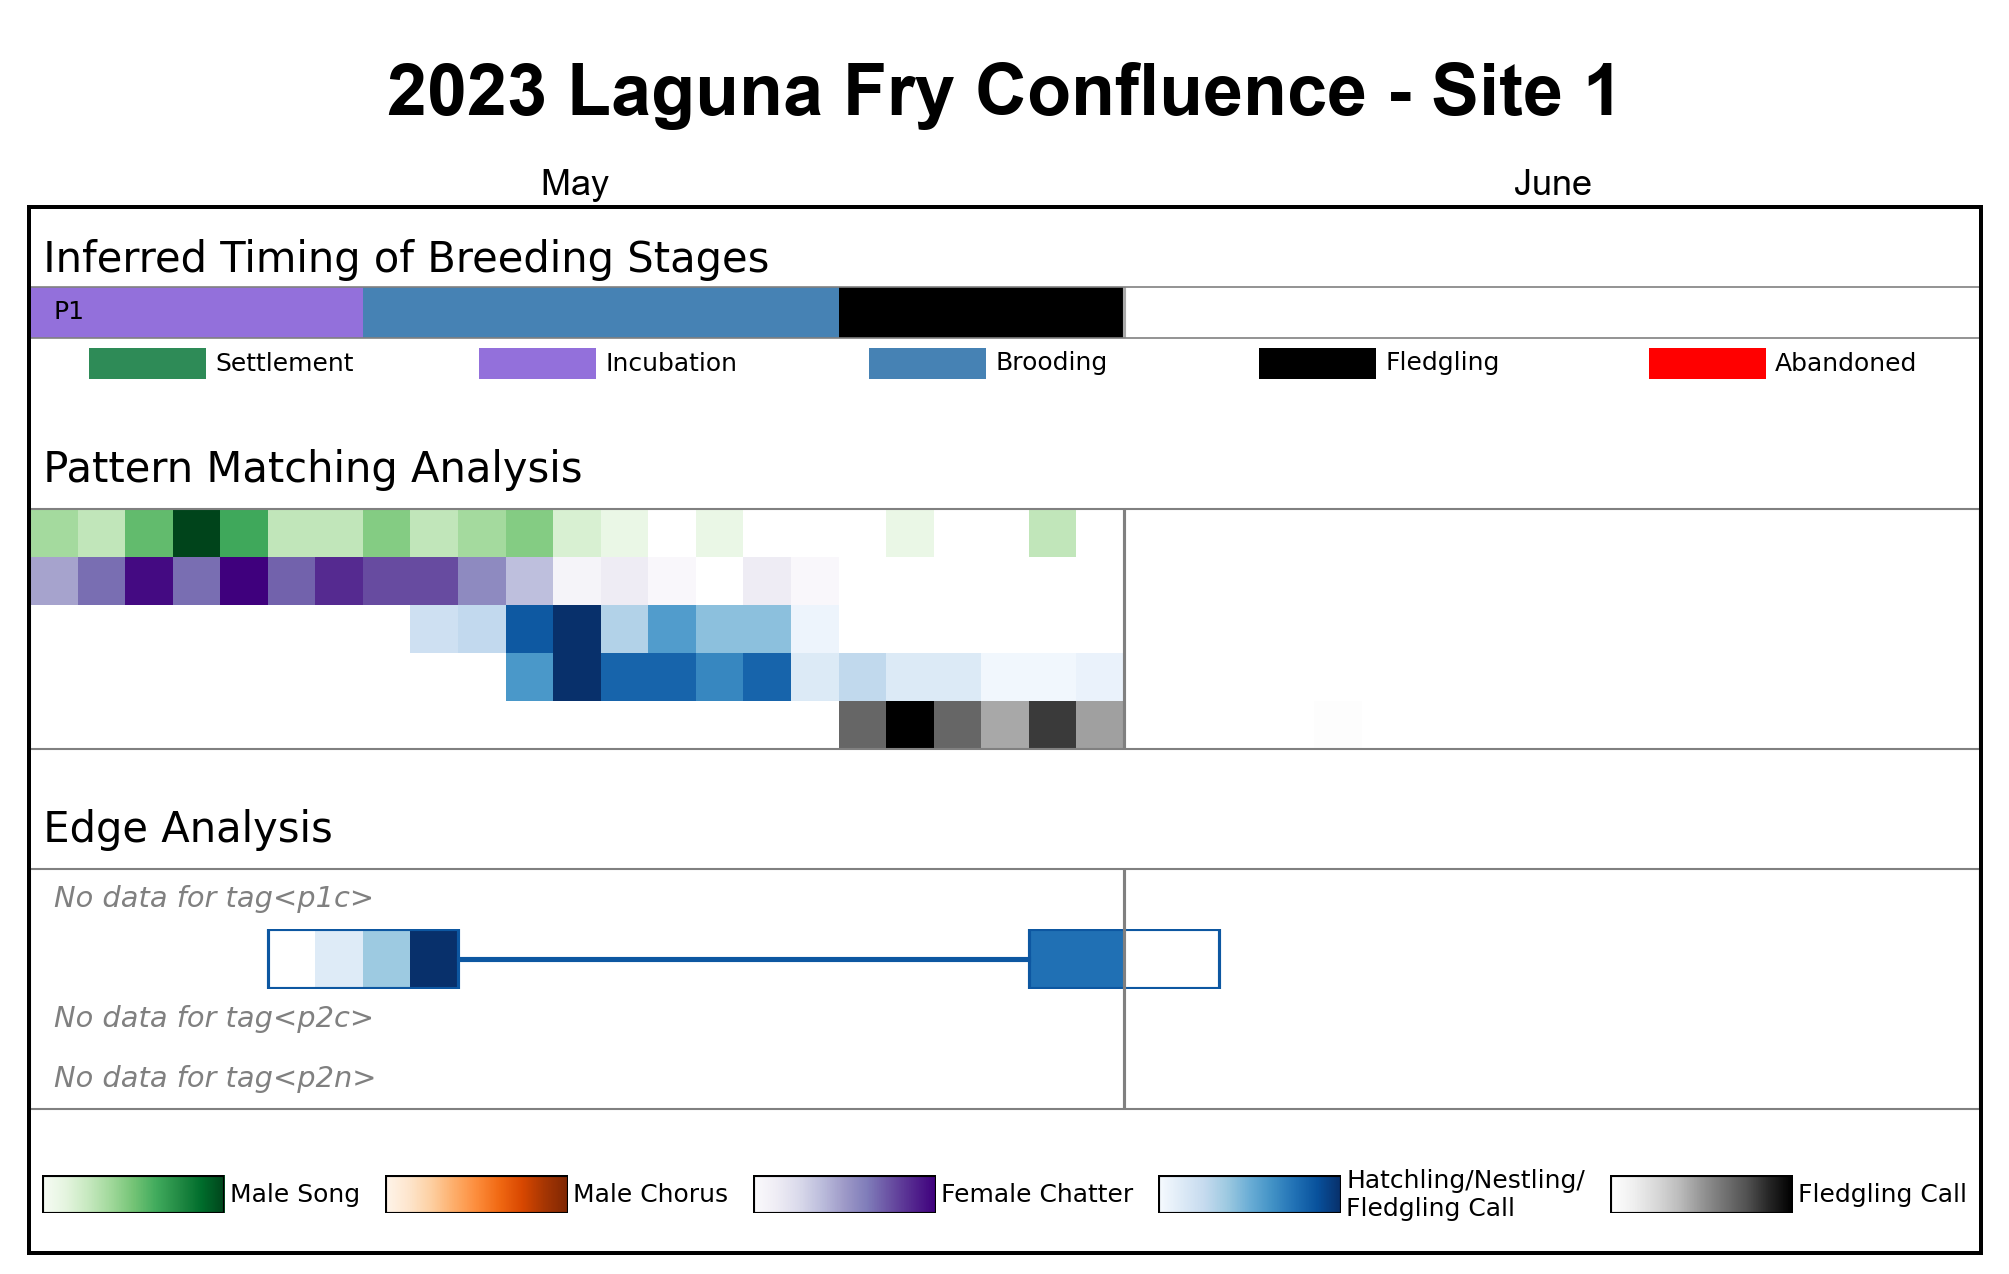 2023 Laguna Fry Confluence - Site 1
May June
Inferred Timing of Breeding Stages
P1
Settlement Incubation Brooding Fledgling Abandoned
Pattern Matching Analysis
Edge Analysis
No data for tag<p1c>
No data for tag<p2c>
No data for tag<p2n>
Male Song Male Chorus Female Chatter Hatchling/Nestling/
Fledgling Call Fledgling Call